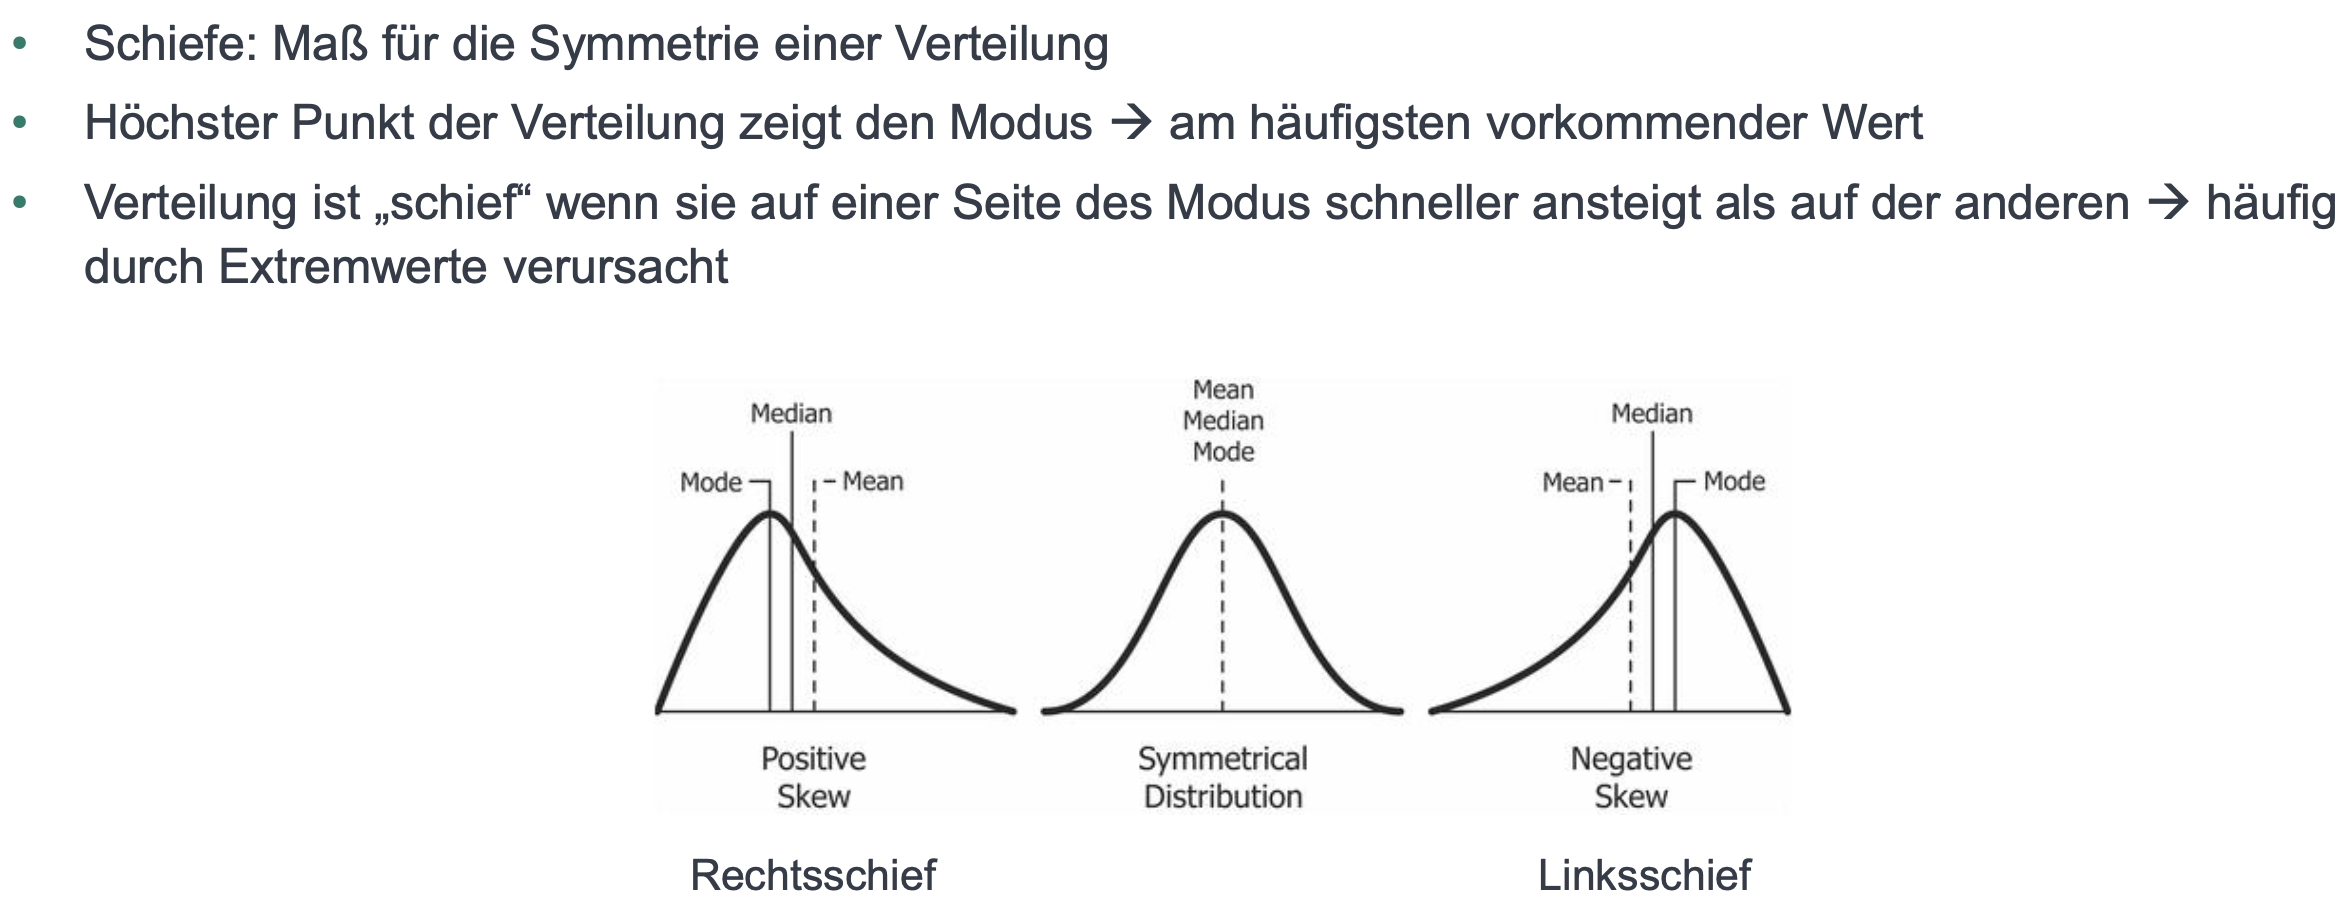 • Schiefe: Maß für die Symmetrie einer Verteilung
• Höchster Punkt der Verteilung zeigt den Modus → am häufigsten vorkommender Wert
• Verteilung ist „schief“ wenn sie auf einer Seite des Modus schneller ansteigt als auf der anderen → häufig
durch Extremwerte verursacht
Median
Mode
Mean
Positive
Skew
Rechtsschief
Mean
Median
Mode
Symmetrical
Distribution
Median
Mean
Mode
Negative
Skew
Linksschief